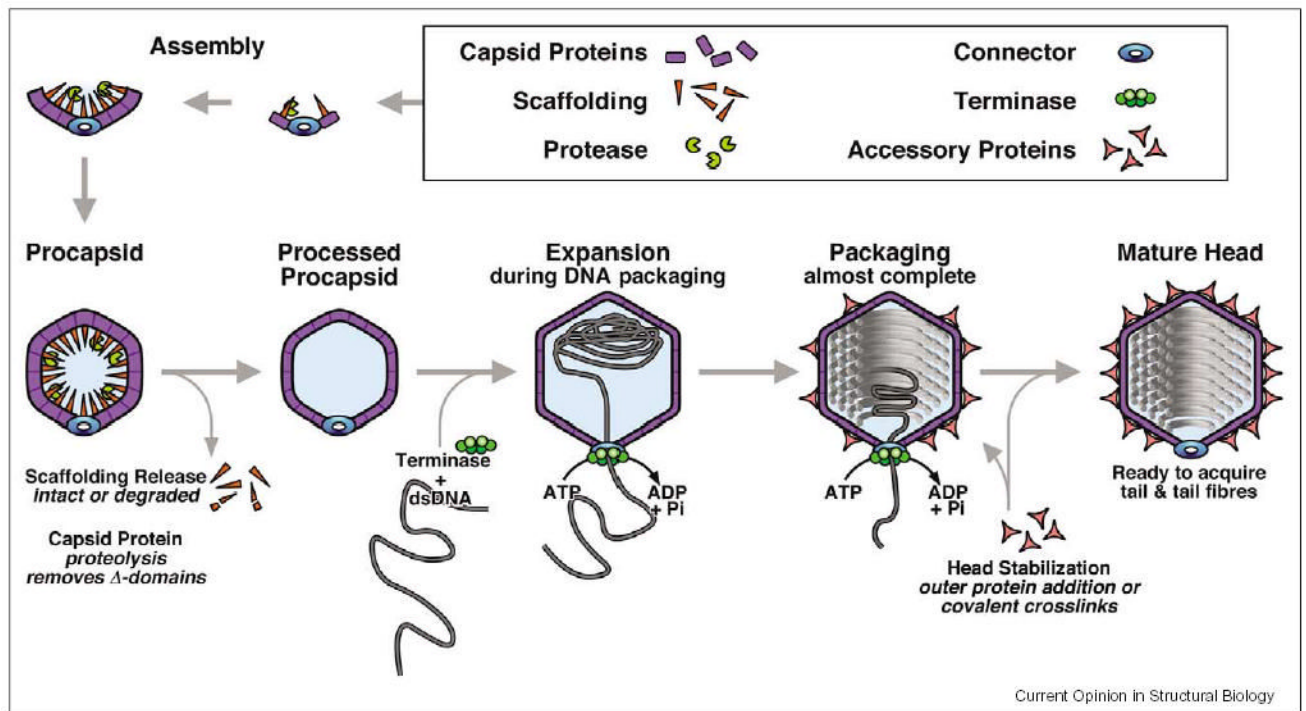 Assembly
Capsid Proteins
Scaffolding
Protease
Connector
Terminase
Accessory Proteins
Procapsid
Processed
Procapsid
Expansion
during DNA packaging
Packaging
almost complete
Mature Head
Scaffolding Release
intact or degraded
Capsid Protein
proteolysis
removes Δ-domains
Terminase
+
dsDNA
ATP
ADP
+ Pi
ATP
ADP
+ Pi
Head Stabilization
outer protein addition or
covalent crosslinks
Ready to acquire
tail & tail fibres
Current Opinion in Structural Biology